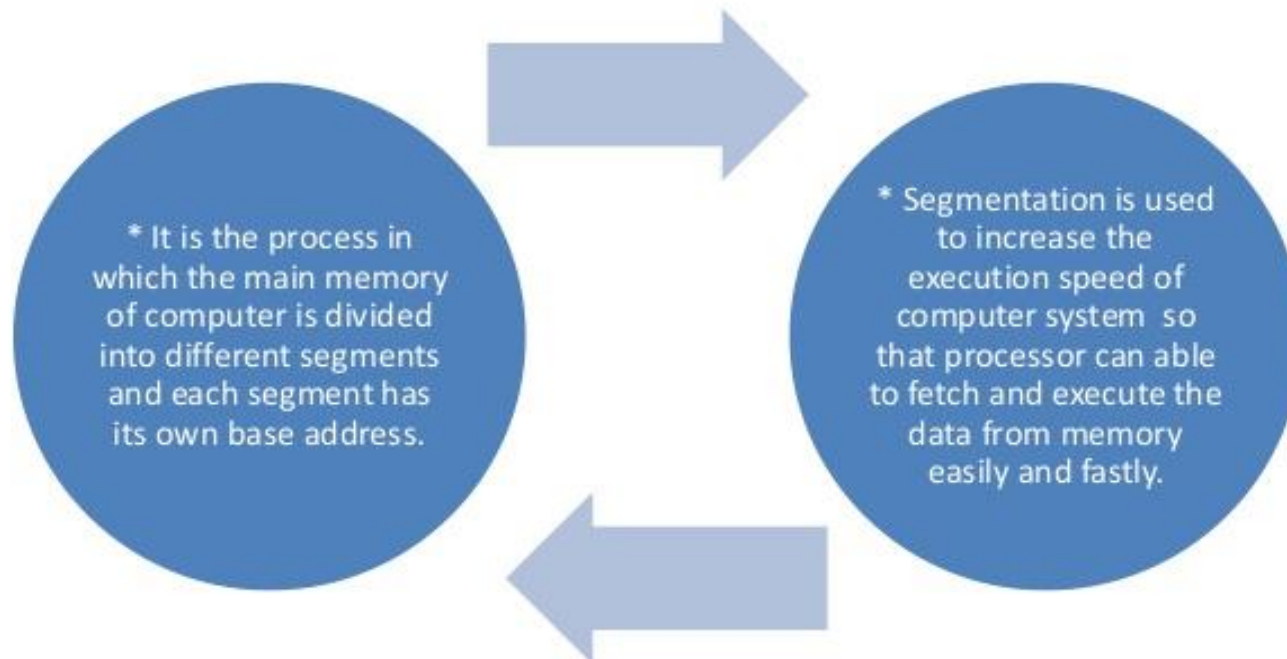 * It is the process in
which the main memory
of computer is divided
into different segments
and each segment has
its own base address.
* Segmentation is used
to increase the
execution speed of
computer system  so
that processor can able
to fetch and execute the
data from memory
easily and fastly.